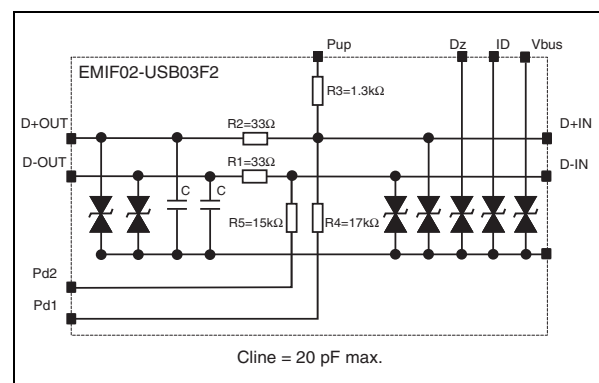 Pup
Dz
ID
Vbus
EMIF02-USB03F2
R3=1.3kΩ
D+OUT
R2=33Ω
D+IN
D-OUT
R1=33Ω
D-IN
C
C
R5=15kΩ
R4=17kΩ
Pd2
Pd1
Cline = 20 pF max.